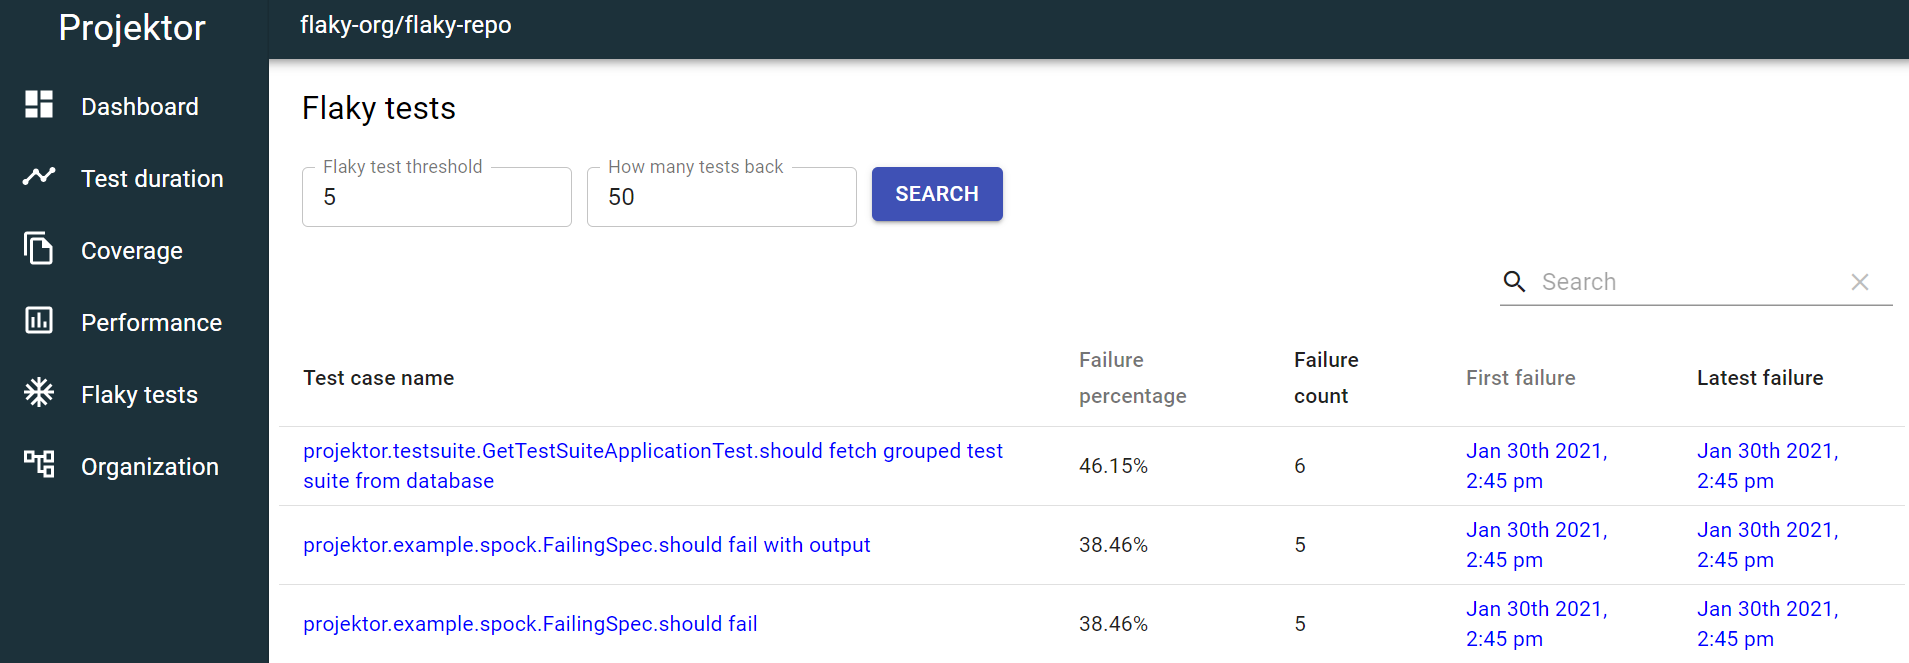 Projektor
flaky-org/flaky-repo
Dashboard
Test duration
Coverage
Performance
Flaky tests
Organization
Flaky tests
Flaky test threshold
5
How many tests back
50
SEARCH
Search
Test case name
Failure
percentage
Failure
count
First failure
Latest failure
projektor.testsuite.GetTestSuiteApplicationTest.should fetch grouped test
suite from database
46.15%
6
Jan 30th 2021,
2:45 pm
Jan 30th 2021,
2:45 pm
projektor.example.spock.FailingSpec.should fail with output
38.46%
5
Jan 30th 2021,
2:45 pm
Jan 30th 2021,
2:45 pm
projektor.example.spock.FailingSpec.should fail
38.46%
5
Jan 30th 2021,
2:45 pm
Jan 30th 2021,
2:45 pm